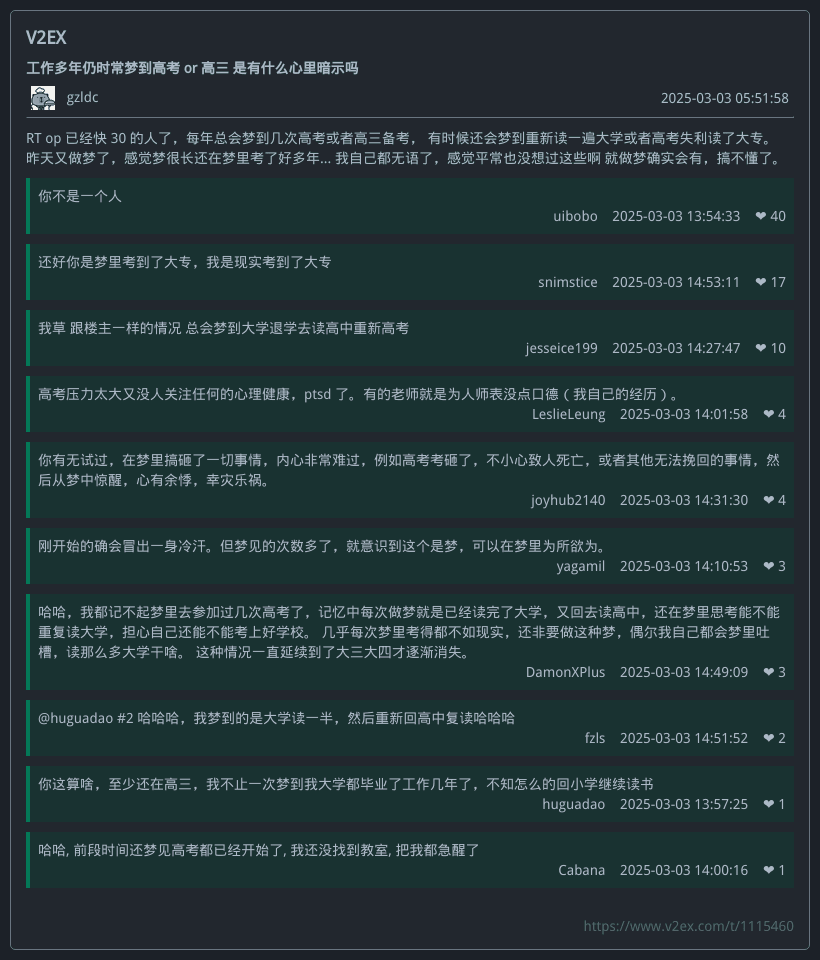 V2EX
工作多年仍时常梦到高考 or 高三 是有什么心里暗示吗
gzldc 2025-03-03 05:51:58
RT op 已经快 30 的人了，每年总会梦到几次高考或者高三备考， 有时候还会梦到重新读一遍大学或者高考失利读了大专。
昨天又做梦了，感觉梦很长还在梦里考了好多年... 我自己都无语了，感觉平常也没想过这些啊 就做梦确实会有，搞不懂了。
你不是一个人
uibobo 2025-03-03 13:54:33 ❤ 40
还好你是梦里考到了大专，我是现实考到了大专
snimstice 2025-03-03 14:53:11 ❤ 17
我草 跟楼主一样的情况 总会梦到大学退学去读高中重新高考
jesseice199 2025-03-03 14:27:47 ❤ 10
高考压力太大又没人关注任何的心理健康，ptsd 了。有的老师就是为人师表没点口德（我自己的经历）。
LeslieLeung 2025-03-03 14:01:58 ❤ 4
你有无试过，在梦里搞砸了一切事情，内心非常难过，例如高考考砸了，不小心致人死亡，或者其他无法挽回的事情，然
后从梦中惊醒，心有余悸，幸灾乐祸。
joyhub2140 2025-03-03 14:31:30 ❤ 4
刚开始的确会冒出一身冷汗。但梦见的次数多了，就意识到这个是梦，可以在梦里为所欲为。
yagamil 2025-03-03 14:10:53 ❤ 3
哈哈，我都记不起梦里去参加过几次高考了，记忆中每次做梦就是已经读完了大学，又回去读高中，还在梦里思考能不能
重复读大学，担心自己还能不能考上好学校。 几乎每次梦里考得都不如现实，还非要做这种梦，偶尔我自己都会梦里吐
槽，读那么多大学干啥。 这种情况一直延续到了大三大四才逐渐消失。
DamonXPlus 2025-03-03 14:49:09 ❤ 3
@huguadao #2 哈哈哈，我梦到的是大学读一半，然后重新回高中复读哈哈哈
fzls 2025-03-03 14:51:52 ❤ 2
你这算啥，至少还在高三，我不止一次梦到我大学都毕业了工作几年了，不知怎么的回小学继续读书
huguadao 2025-03-03 13:57:25 ❤ 1
哈哈, 前段时间还梦见高考都已经开始了, 我还没找到教室, 把我都急醒了
Cabana 2025-03-03 14:00:16 ❤ 1
https://www.v2ex.com/t/1115460